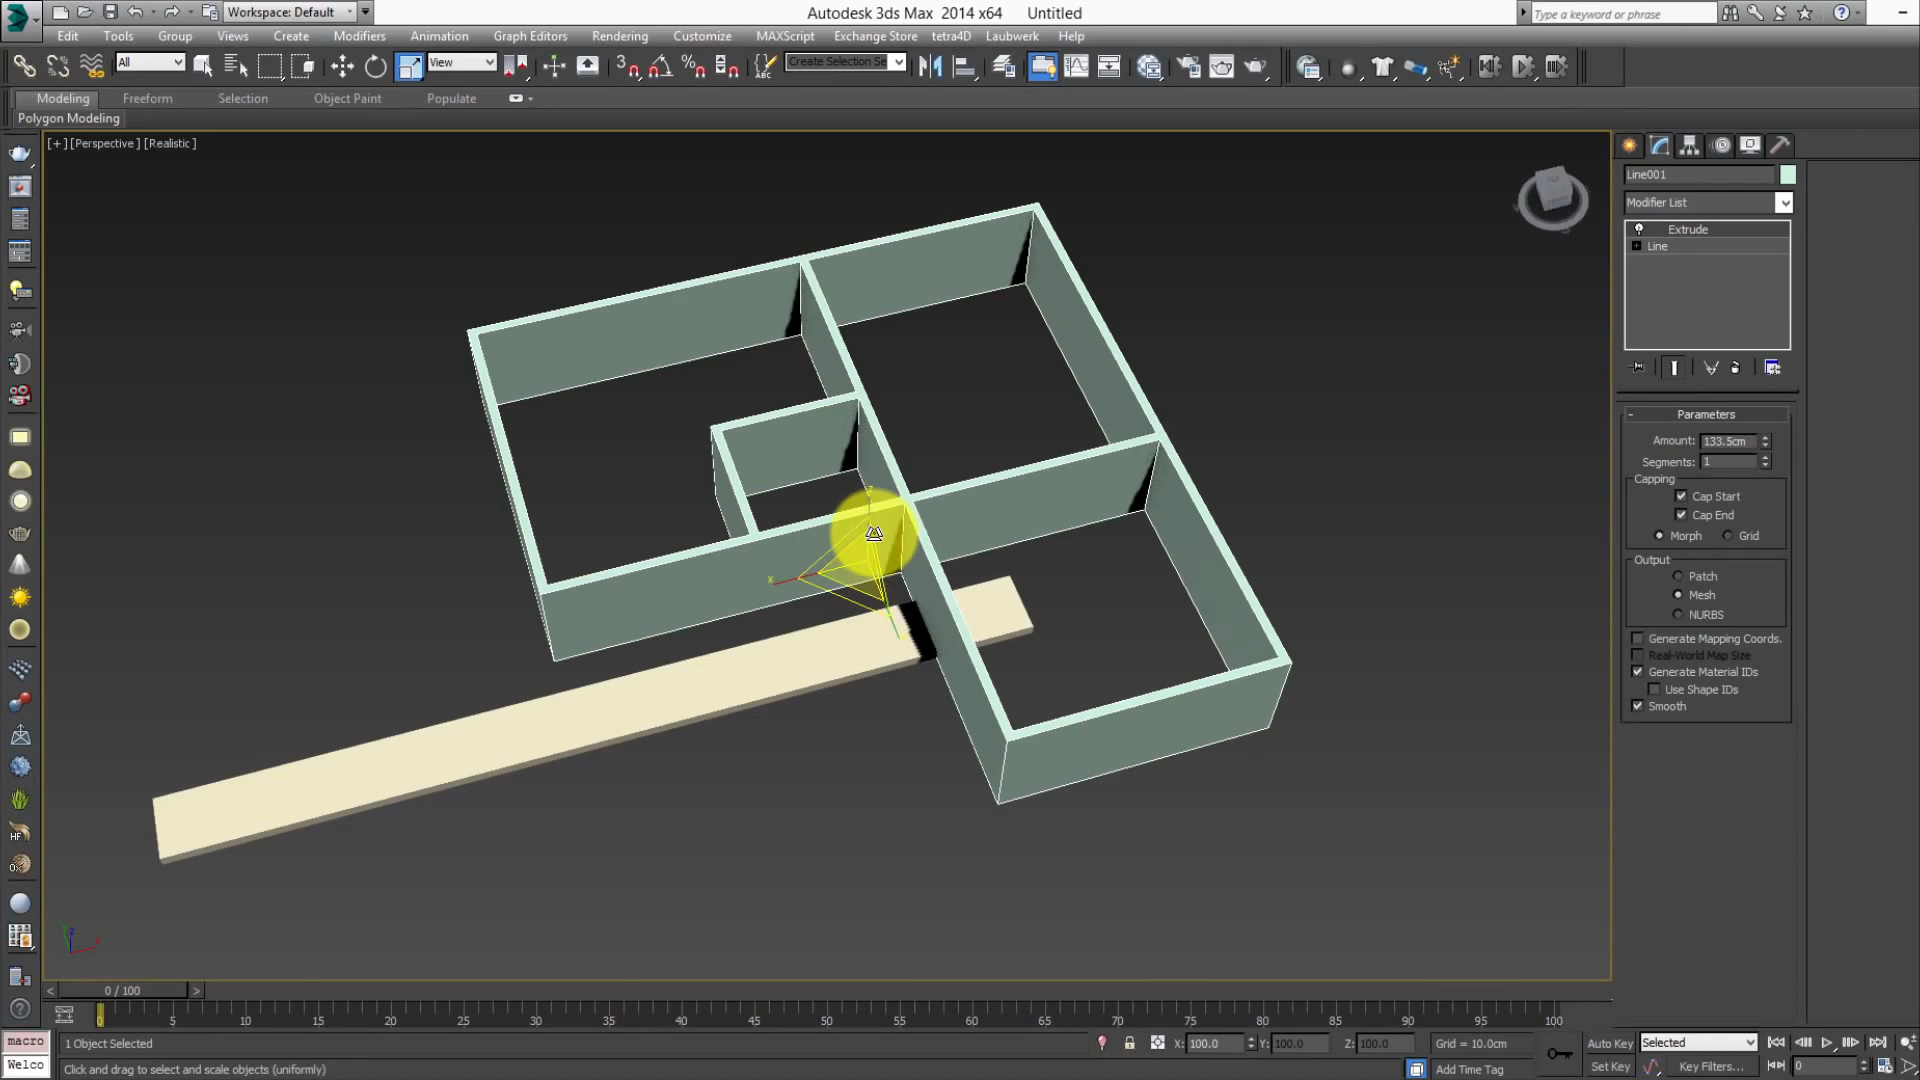 Workspace: Default
Autodesk 3ds Max 2014 x64 Untitled
Type a keyword or phrase
Edit Tools Group Views Create Modifiers Animation Graph Editors Rendering Customize MAXScript Exchange Store tetra4D Laubwerk Help
All
View
Create Selection Se
Modeling Freeform Selection Object Paint Populate
Polygon Modeling
[+] [Perspective] [Realistic]
Line001
Modifier List
Extrude
Line
Parameters
Amount: 133.5cm
Segments: 1
Capping
Cap Start
Cap End
Morph Grid
Output
Patch
Mesh
NURBS
Generate Mapping Coords.
Real-World Map Size
Generate Material IDs
Use Shape IDs
Smooth
x
z
HF
< 0 / 100 >
0 5 10 15 20 25 30 35 40 45 50 55 60 65 70 75 80 85 90 95 100
macro
1 Object Selected
X: 100.0 Y: 100.0 Z: 100.0
Grid = 10.0cm
Auto Key
Selected
Welco
Click and drag to select and scale objects (uniformly)
Add Time Tag
Set Key
Key Filters...
0